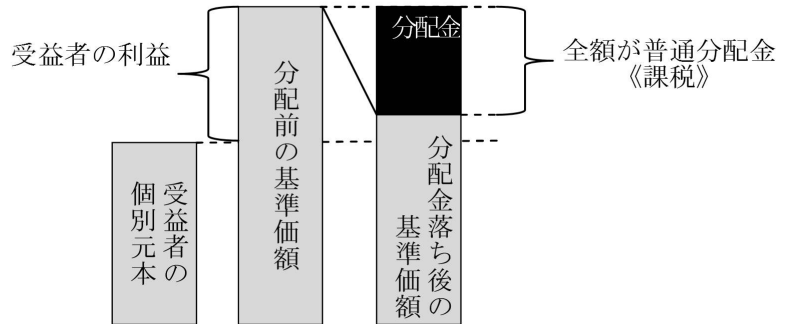 受益者の利益
受益者の
個別元本
分配前の基準価額
分配金
分配金落ち後の
基準価額
全額が普通分配金
《課税》